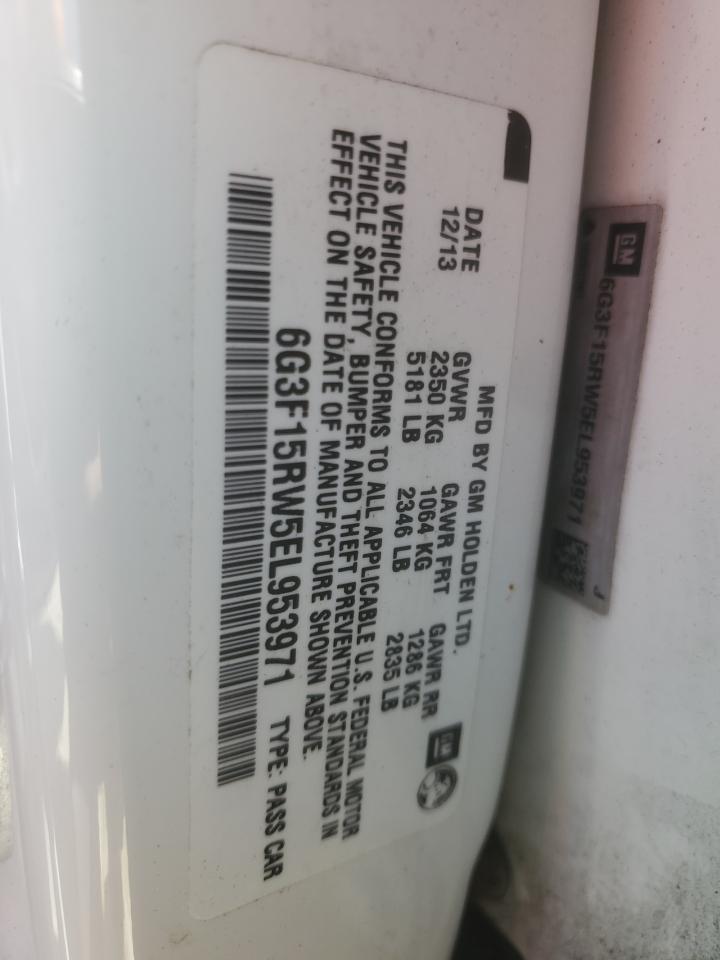 MFD BY GM HOLDEN LTD.
DATE GVWR GAWR FRT GAWR RR
12/13 2350 KG 1064 KG 1286 KG
5181 LB 2346 LB 2835 LB
THIS VEHICLE CONFORMS TO ALL APPLICABLE U.S. FEDERAL MOTOR
VEHICLE SAFETY, BUMPER AND THEFT PREVENTION STANDARDS IN
EFFECT ON THE DATE OF MANUFACTURE SHOWN ABOVE.
6G3F15RW5EL953971 TYPE: PASS CAR
GM
GM
6G3F15RW5EL953971
J